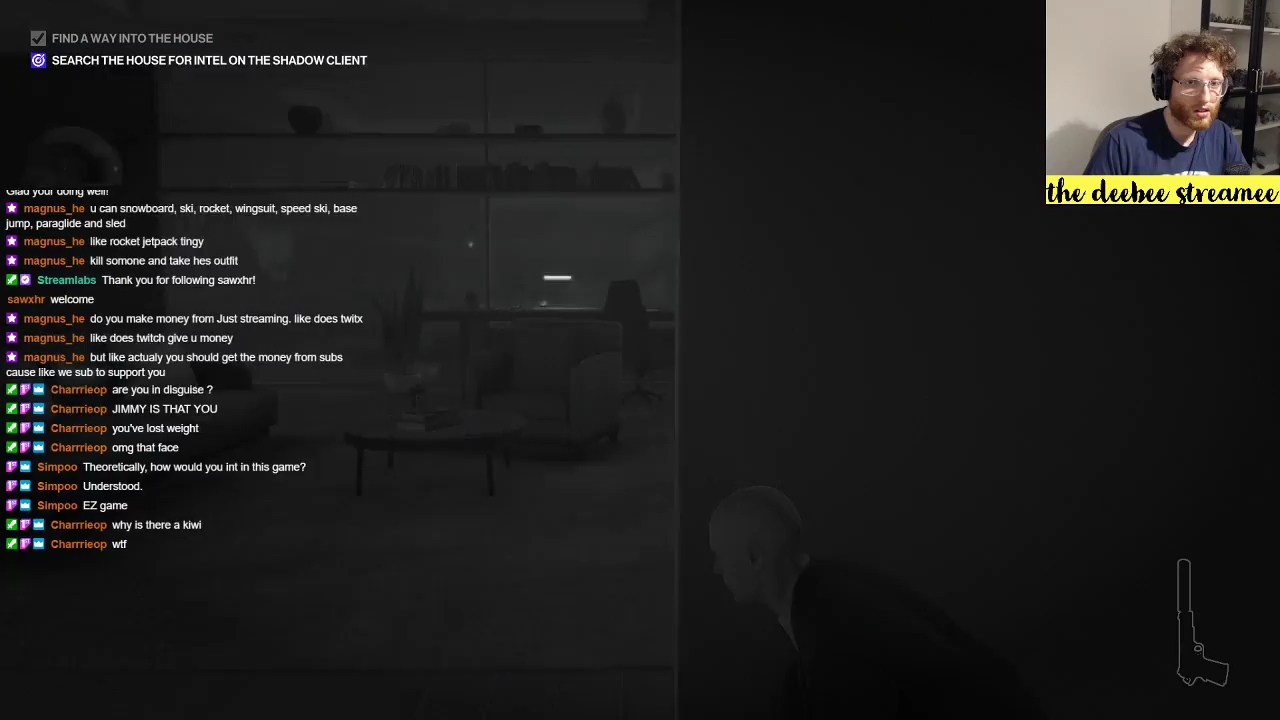 FIND A WAY INTO THE HOUSE
SEARCH THE HOUSE FOR INTEL ON THE SHADOW CLIENT
the deebee streamee
Glad your doing well!
magnus_he u can snowboard, ski, rocket, wingsuit, speed ski, base
jump, paraglide and sled
magnus_he like rocket jetpack tingy
magnus_he kill somone and take hes outfit
Streamlabs Thank you for following sawxhr!
sawxhr welcome
magnus_he do you make money from Just streaming. like does twitx
magnus_he like does twitch give u money
magnus_he but like actualy you should get the money from subs
cause like we sub to support you
Charrrieop are you in disguise ?
Charrrieop JIMMY IS THAT YOU
Charrrieop you've lost weight
Charrrieop omg that face
Simpoo Theoretically, how would you int in this game?
Simpoo Understood.
Simpoo EZ game
Charrrieop why is there a kiwi
Charrrieop wtf